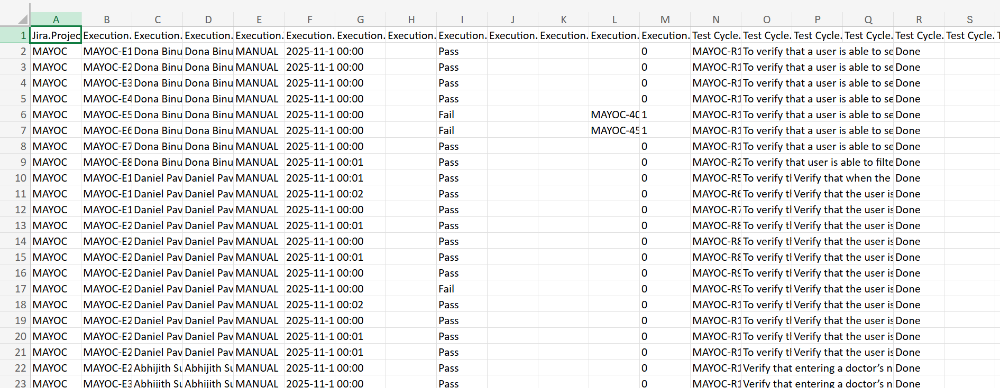 A B C D E F G H I J K L M N O P Q R S
1 Jira.Projec Execution. Execution. Execution. Execution. Execution. Execution. Execution. Execution. Execution. Execution. Execution. Execution. Test Cycle. Test Cycle. Test Cycle. Test Cycle. Test Cycle. Test Cycle.
2 MAYOC MAYOC-E1 Dona Binu Dona Binu MANUAL 2025-11-1 00:00 Pass 0 MAYOC-R1 To verify that a user is able to se Done
3 MAYOC MAYOC-E2 Dona Binu Dona Binu MANUAL 2025-11-1 00:00 Pass 0 MAYOC-R1 To verify that a user is able to se Done
4 MAYOC MAYOC-E3 Dona Binu Dona Binu MANUAL 2025-11-1 00:00 Pass 0 MAYOC-R1 To verify that a user is able to se Done
5 MAYOC MAYOC-E4 Dona Binu Dona Binu MANUAL 2025-11-1 00:00 Pass 0 MAYOC-R1 To verify that a user is able to se Done
6 MAYOC MAYOC-E5 Dona Binu Dona Binu MANUAL 2025-11-1 00:00 Fail MAYOC-40 1 MAYOC-R1 To verify that a user is able to se Done
7 MAYOC MAYOC-E6 Dona Binu Dona Binu MANUAL 2025-11-1 00:00 Fail MAYOC-45 1 MAYOC-R1 To verify that a user is able to se Done
8 MAYOC MAYOC-E7 Dona Binu Dona Binu MANUAL 2025-11-1 00:00 Pass 0 MAYOC-R1 To verify that a user is able to se Done
9 MAYOC MAYOC-E8 Dona Binu Dona Binu MANUAL 2025-11-1 00:01 Pass 0 MAYOC-R2 To verify that user is able to filte Done
10 MAYOC MAYOC-E1 Daniel Pav Daniel Pav MANUAL 2025-11-1 00:01 Pass 0 MAYOC-R5 To verify tl Verify that when the Done
11 MAYOC MAYOC-E1 Daniel Pav Daniel Pav MANUAL 2025-11-1 00:02 Pass 0 MAYOC-R6 To verify tl Verify that the user is Done
12 MAYOC MAYOC-E1 Daniel Pav Daniel Pav MANUAL 2025-11-1 00:00 Pass 0 MAYOC-R7 To verify tl Verify that the user is Done
13 MAYOC MAYOC-E2 Daniel Pav Daniel Pav MANUAL 2025-11-1 00:01 Pass 0 MAYOC-R8 To verify tl Verify that the user is Done
14 MAYOC MAYOC-E2 Daniel Pav Daniel Pav MANUAL 2025-11-1 00:00 Pass 0 MAYOC-R8 To verify tl Verify that the user is Done
15 MAYOC MAYOC-E2 Daniel Pav Daniel Pav MANUAL 2025-11-1 00:01 Pass 0 MAYOC-R8 To verify tl Verify that the user is Done
16 MAYOC MAYOC-E2 Daniel Pav Daniel Pav MANUAL 2025-11-1 00:00 Pass 0 MAYOC-R9 To verify tl Verify that the user is Done
17 MAYOC MAYOC-E2 Daniel Pav Daniel Pav MANUAL 2025-11-1 00:00 Fail 0 MAYOC-R9 To verify tl Verify that the user is Done
18 MAYOC MAYOC-E2 Daniel Pav Daniel Pav MANUAL 2025-11-1 00:02 Pass 0 MAYOC-R1 To verify tl Verify that the user is Done
19 MAYOC MAYOC-E2 Daniel Pav Daniel Pav MANUAL 2025-11-1 00:00 Pass 0 MAYOC-R1 To verify tl Verify that the user is Done
20 MAYOC MAYOC-E2 Daniel Pav Daniel Pav MANUAL 2025-11-1 00:01 Pass 0 MAYOC-R1 To verify tl Verify that the user is Done
21 MAYOC MAYOC-E2 Daniel Pav Daniel Pav MANUAL 2025-11-1 00:01 Pass 0 MAYOC-R1 To verify tl Verify that the user is Done
22 MAYOC MAYOC-E2 Abhijith Su Abhijith Su MANUAL 2025-11-1 00:00 Pass 0 MAYOC-R1 Verify that entering a doctor’s n Done
23 MAYOC MAYOC-E3 Abhijith Su Abhijith Su MANUAL 2025-11-1 00:00 Pass 0 MAYOC-R1 Verify that entering a doctor’s n Done